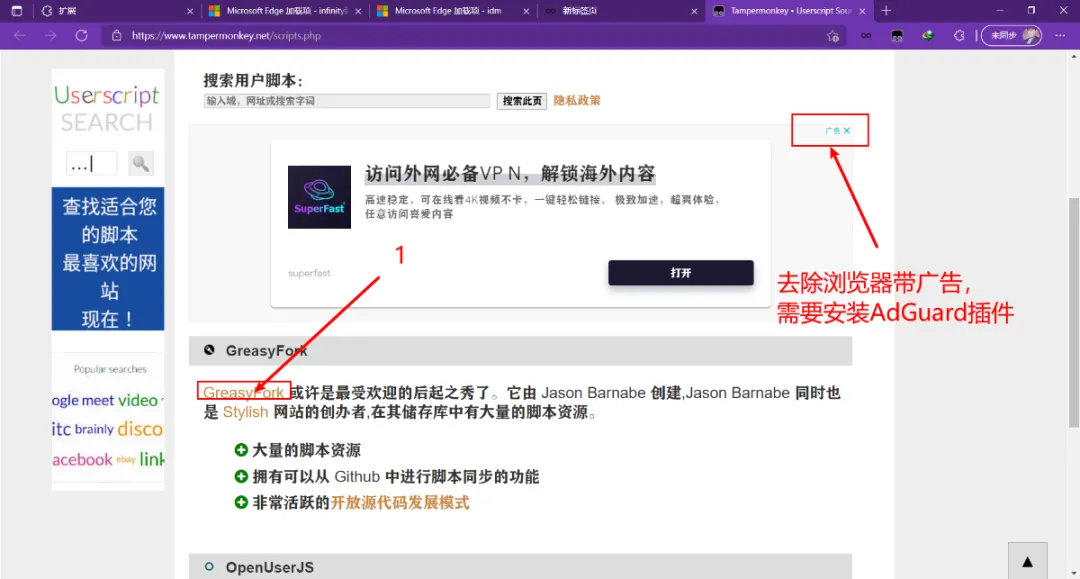 扩展
Microsoft Edge 加载项 - infinity
Microsoft Edge 加载项 - idm
新标签页
Tampermonkey • Userscript Sou
https://www.tampermonkey.net/scripts.php
未同步
Userscript
SEARCH
...
查找适合您
的脚本
最喜欢的网
站
现在！
Popular searches
ogle meet video
itc brainly disco
acebook ebay link
搜索用户脚本：
输入域，网址或搜索字词
搜索此页
隐私政策
广告
访问外网必备VP N，解锁海外内容
SuperFast
高速稳定，可在线看4K视频不卡，一键轻松链接。 极致加速，超爽体验，
任意访问喜爱内容
superfast
打开
1
去除浏览器带广告，
需要安装AdGuard插件
GreasyFork
GreasyFork 或许是最受欢迎的后起之秀了。它由 Jason Barnabe 创建,Jason Barnabe 同时也
是 Stylish 网站的创办者,在其储存库中有大量的脚本资源。
大量的脚本资源
拥有可以从 Github 中进行脚本同步的功能
非常活跃的开放源代码发展模式
OpenUserJS